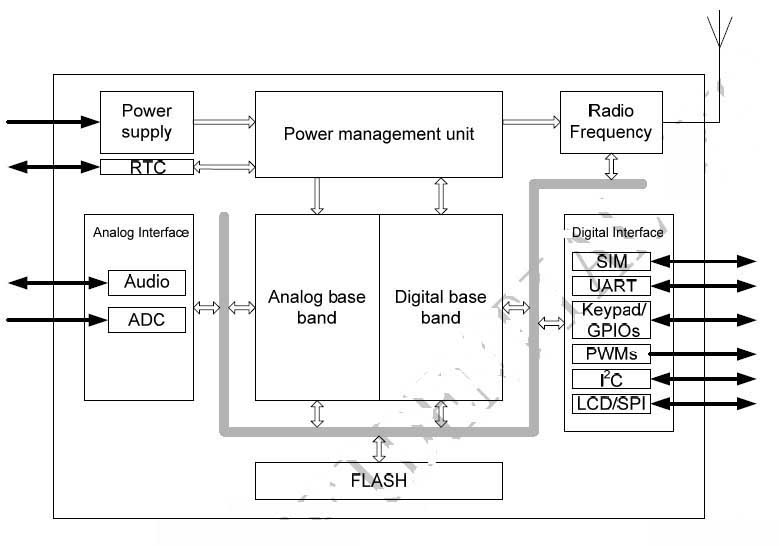 Power
supply
RTC
Power management unit
Radio
Frequency
Analog Interface
Audio
ADC
Analog base
band
Digital base
band
Digital Interface
SIM
UART
Keypad/
GPIOs
PWMs
I²C
LCD/SPI
FLASH